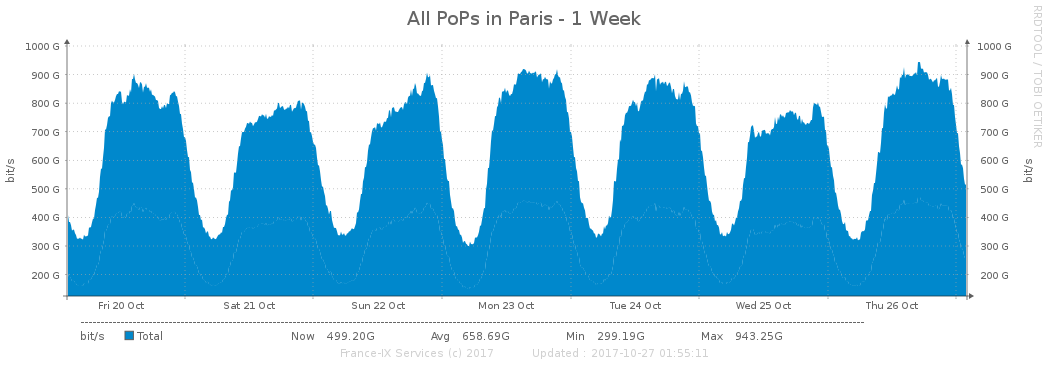 All PoPs in Paris - 1 Week
RRDTOOL / TOBI OETIKER
bit/s
bit/s
1000 G 1000 G
900 G 900 G
800 G 800 G
700 G 700 G
600 G 600 G
500 G 500 G
400 G 400 G
300 G 300 G
200 G 200 G
Fri 20 Oct Sat 21 Oct Sun 22 Oct Mon 23 Oct Tue 24 Oct Wed 25 Oct Thu 26 Oct
bit/s Total Now 499.20G Avg 658.69G Min 299.19G Max 943.25G
France-IX Services (c) 2017 Updated : 2017-10-27 01:55:11